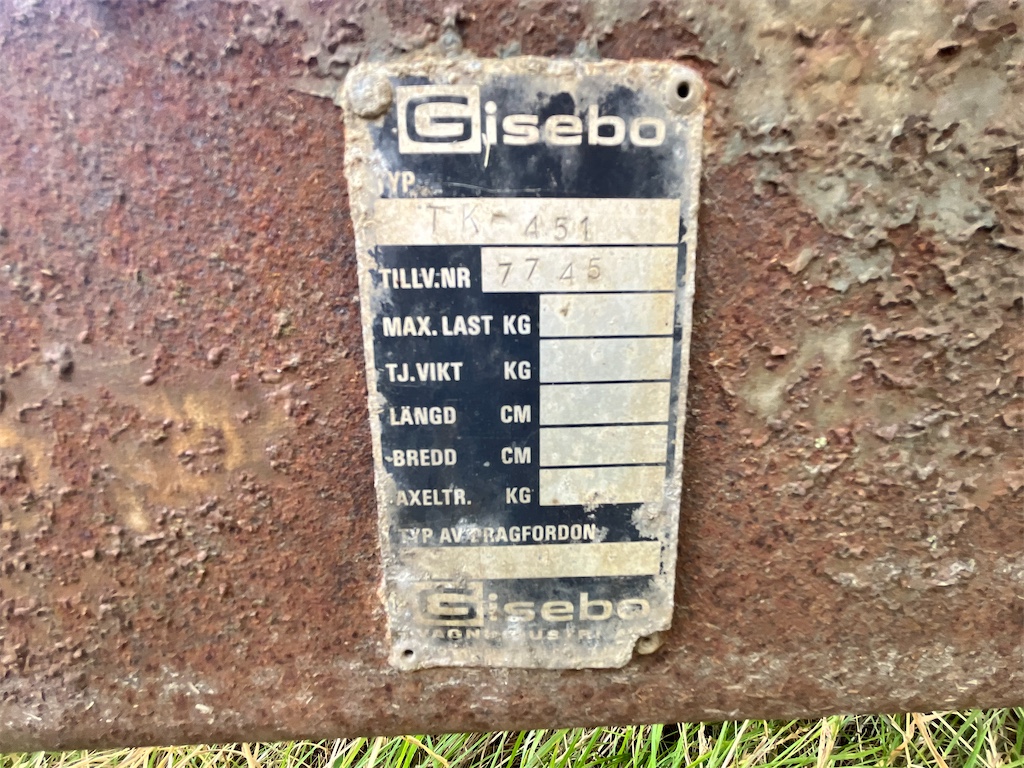 Gisebo
TYP
TK-451
TILLV.NR 7745
MAX. LAST KG
TJ.VIKT KG
LÄNGD CM
BREDD CM
AXELTR. KG
TYP AV DRAGFORDON
Gisebo